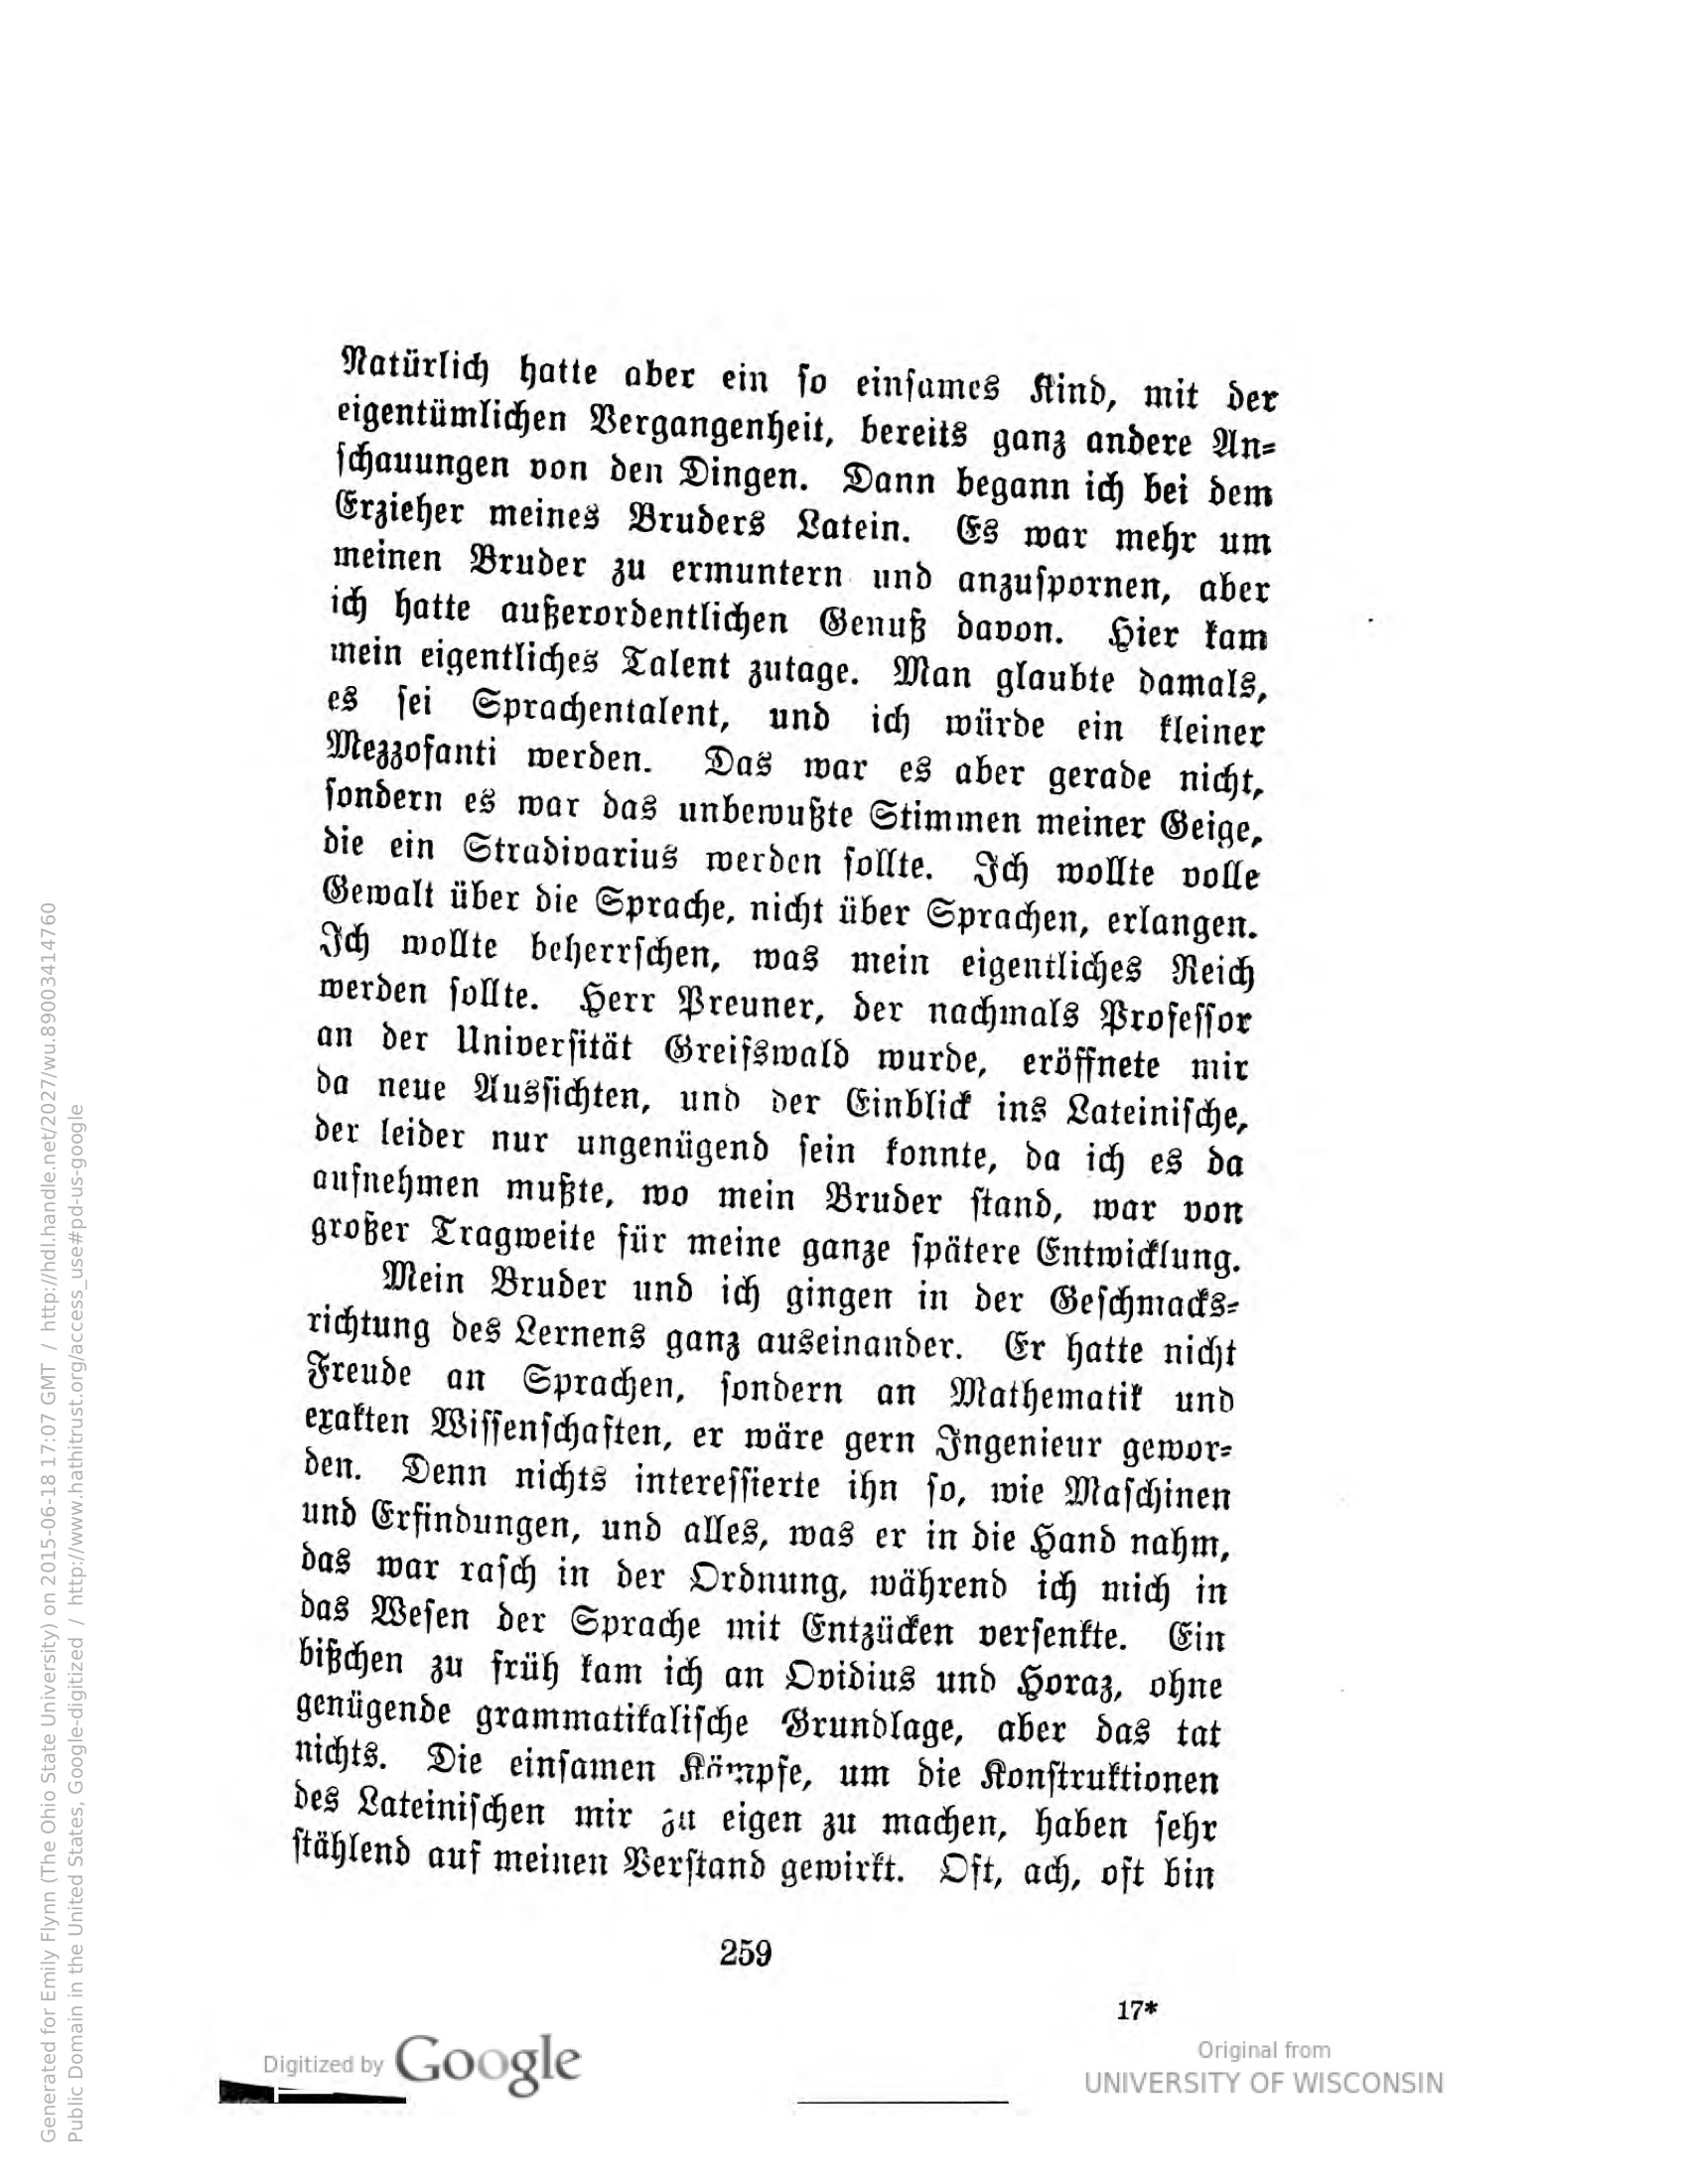 Natürlich hatte aber ein so einsames Kind, mit der
eigentümlichen Vergangenheit, bereits ganz andere An-
schauungen von den Dingen. Dann begann ich bei dem
Erzieher meines Bruders Latein. Es war mehr um
meinen Bruder zu ermuntern und anzuspornen, aber
ich hatte außerordentlichen Genuß davon. Hier kam
mein eigentliches Talent zutage. Man glaubte damals,
es sei Sprachentalent, und ich würde ein kleiner
Mezzofanti werden. Das war es aber gerade nicht,
sondern es war das unbewußte Stimmen meiner Geige,
die ein Stradivarius werden sollte. Ich wollte volle
Gewalt über die Sprache, nicht über Sprachen, erlangen.
Ich wollte beherrschen, was mein eigentliches Reich
werden sollte. Herr Preuner, der nachmals Professor
an der Universität Greifswald wurde, eröffnete mir
da neue Aussichten, und der Einblick ins Lateinische,
der leider nur ungenügend sein konnte, da ich es da
aufnehmen mußte, wo mein Bruder stand, war von
großer Tragweite für meine ganze spätere Entwicklung.
Mein Bruder und ich gingen in der Geschmacks-
richtung des Lernens ganz auseinander. Er hatte nicht
Freude an Sprachen, sondern an Mathematik und
exakten Wissenschaften, er wäre gern Ingenieur gewor-
den. Denn nichts interessierte ihn so, wie Maschinen
und Erfindungen, und alles, was er in die Hand nahm,
das war rasch in der Ordnung, während ich mich in
das Wesen der Sprache mit Entzücken versenkte. Ein
bißchen zu früh kam ich an Ovidius und Horaz, ohne
genügende grammatikalische Grundlage, aber das tat
nichts. Die einsamen Kämpfe, um die Konstruktionen
des Lateinischen mir zu eigen zu machen, haben sehr
stählend auf meinen Verstand gewirkt. Oft, ach, oft bin
259
17*
Digitized by Google
Original from
UNIVERSITY OF WISCONSIN
Generated for Emily Flynn (The Ohio State University) on 2015-06-18 17:07 GMT / http://hdl.handle.net/2027/wu.89003414760
Public Domain in the United States, Google-digitized / http://www.hathitrust.org/access_use#pd-us-google